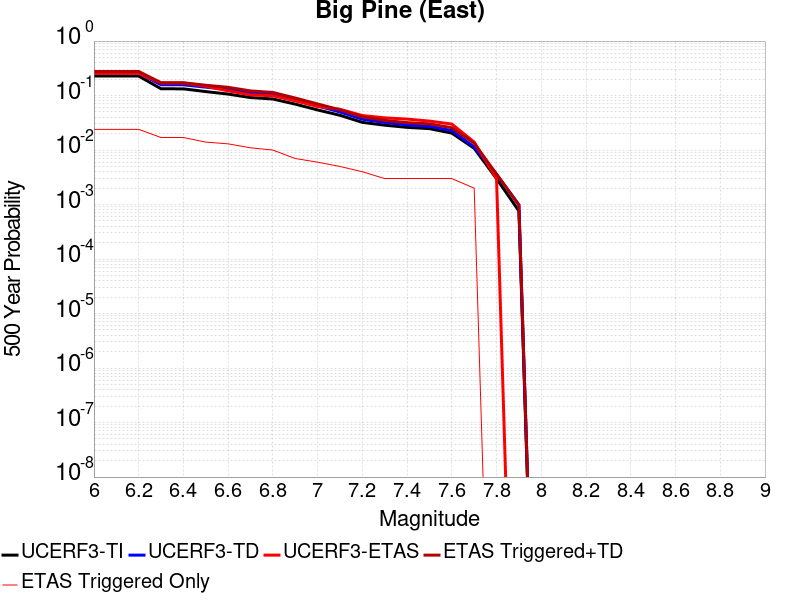 Big Pine (East)
500 Year Probability
10^0
10^-1
10^-2
10^-3
10^-4
10^-5
10^-6
10^-7
10^-8
6 6.2 6.4 6.6 6.8 7 7.2 7.4 7.6 7.8 8 8.2 8.4 8.6 8.8 9
Magnitude
UCERF3-TI UCERF3-TD UCERF3-ETAS ETAS Triggered+TD
ETAS Triggered Only